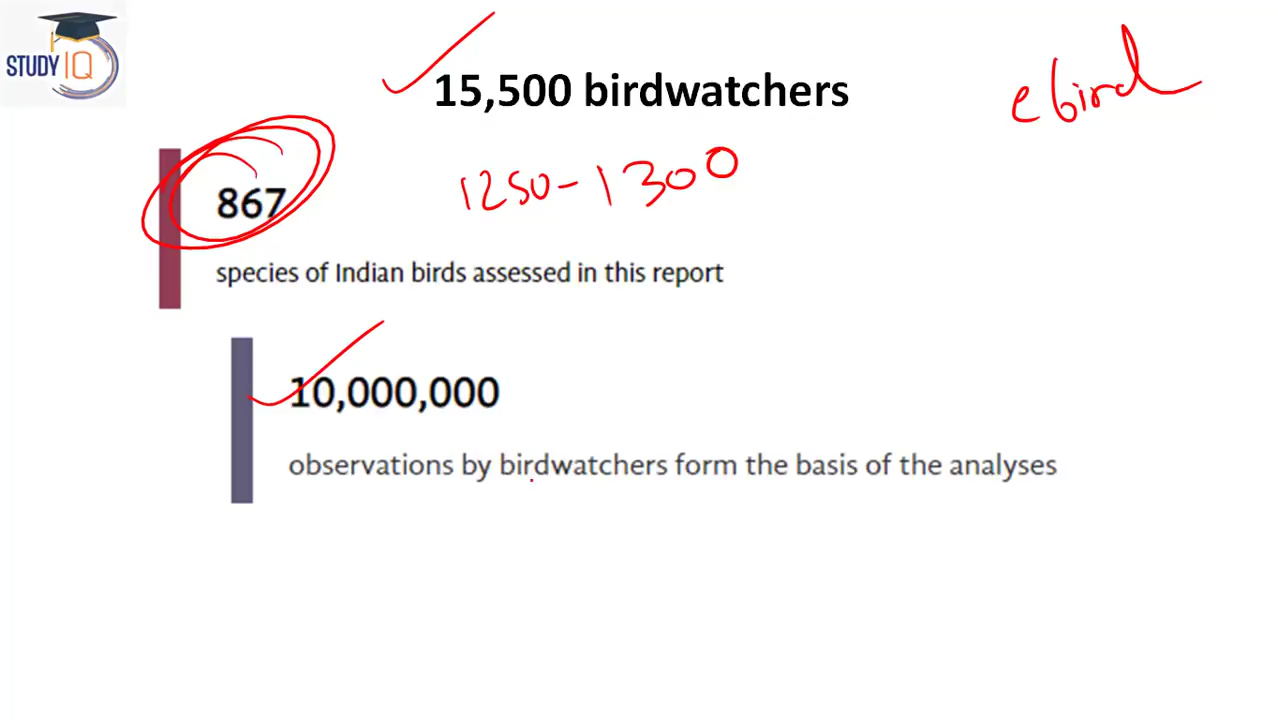 STUDY IQ
15,500 birdwatchers
ebird
867
1250-1300
species of Indian birds assessed in this report
10,000,000
observations by birdwatchers form the basis of the analyses